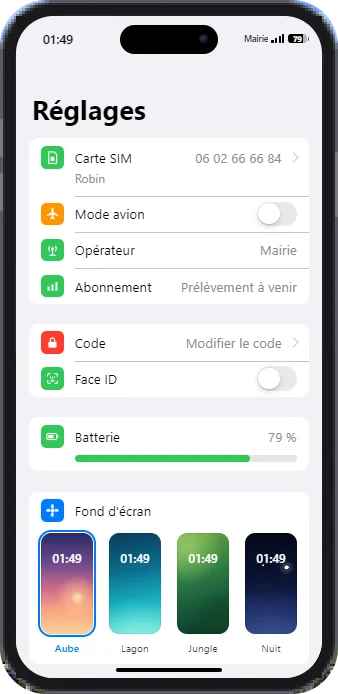 01:49 Mairie 79
Réglages
Carte SIM 06 02 66 66 84
Robin
Mode avion
Opérateur Mairie
Abonnement Prélèvement à venir
Code Modifier le code
Face ID
Batterie 79 %
Fond d'écran
01:49 01:49 01:49 01:49
Aube Lagon Jungle Nuit